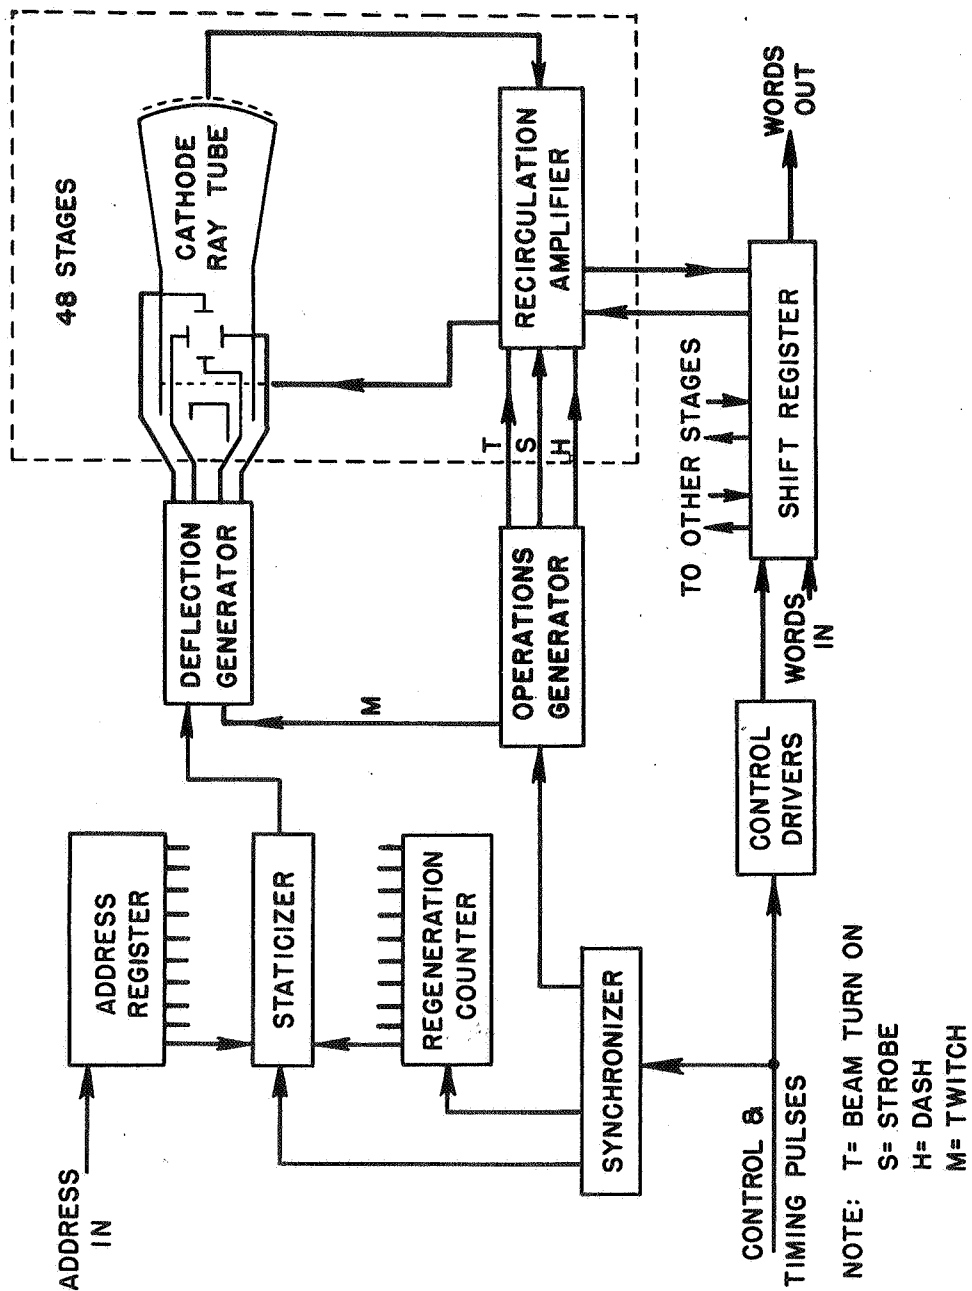 48 STAGES
CATHODE
RAY TUBE
DEFLECTION
GENERATOR
RECIRCULATION
AMPLIFIER
T
S
H
M
OPERATIONS
GENERATOR
ADDRESS
IN
ADDRESS
REGISTER
STATICIZER
REGENERATION
COUNTER
SYNCHRONIZER
CONTROL &
TIMING PULSES
CONTROL
DRIVERS
WORDS
IN
TO OTHER STAGES
SHIFT REGISTER
WORDS
OUT
NOTE: T= BEAM TURN ON
S= STROBE
H= DASH
M= TWITCH